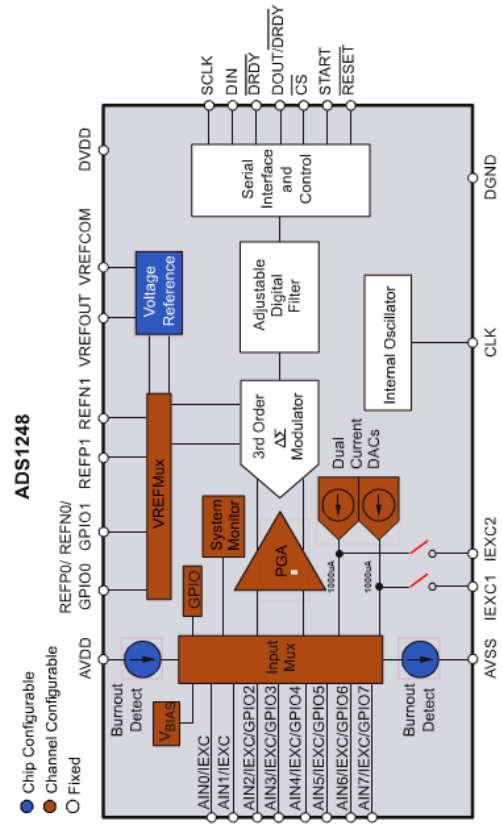 ADS1248
Chip Configurable
Channel Configurable
Fixed
AVDD
REFP0/
GPIO0
REFN0/
GPIO1
REFP1
REFN1
VREFOUT
VREFCOM
DVDD
Burnout
Detect
VBIAS
GPIO
System
Monitor
VREFMux
Voltage
Reference
Input
Mux
PGA
8
3rd Order
ΔΣ
Modulator
Adjustable
Digital
Filter
Serial
Interface
and
Control
SCLK
DIN
DRDY
DOUT/DRDY
CS
START
RESET
AIN0/IEXC
AIN1/IEXC
AIN2/IEXC/GPIO2
AIN3/IEXC/GPIO3
AIN4/IEXC/GPIO4
AIN5/IEXC/GPIO5
AIN6/IEXC/GPIO6
AIN7/IEXC/GPIO7
1000uA
1000uA
Dual
Current
DACs
Internal Oscillator
Burnout
Detect
AVSS
IEXC1
IEXC2
CLK
DGND